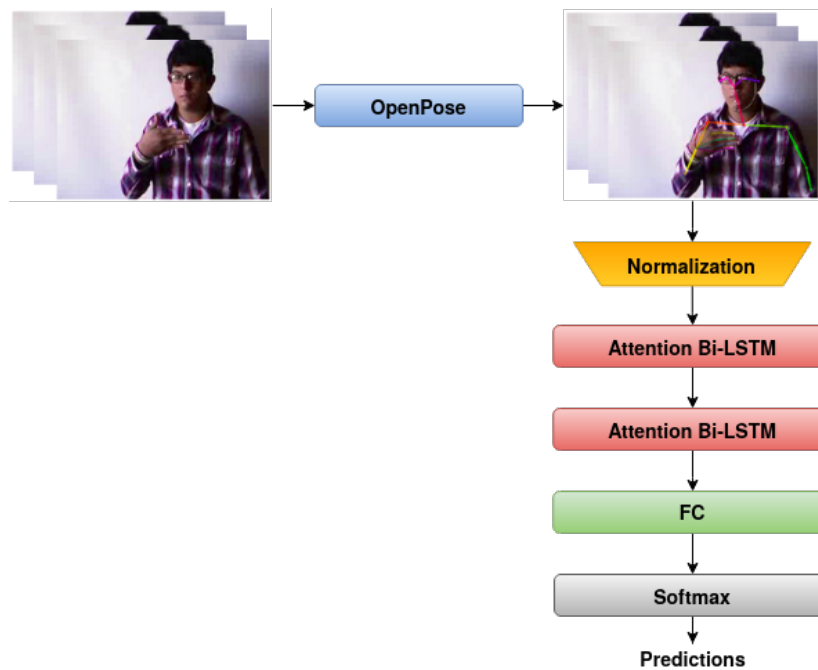 OpenPose
Normalization
Attention Bi-LSTM
Attention Bi-LSTM
FC
Softmax
Predictions